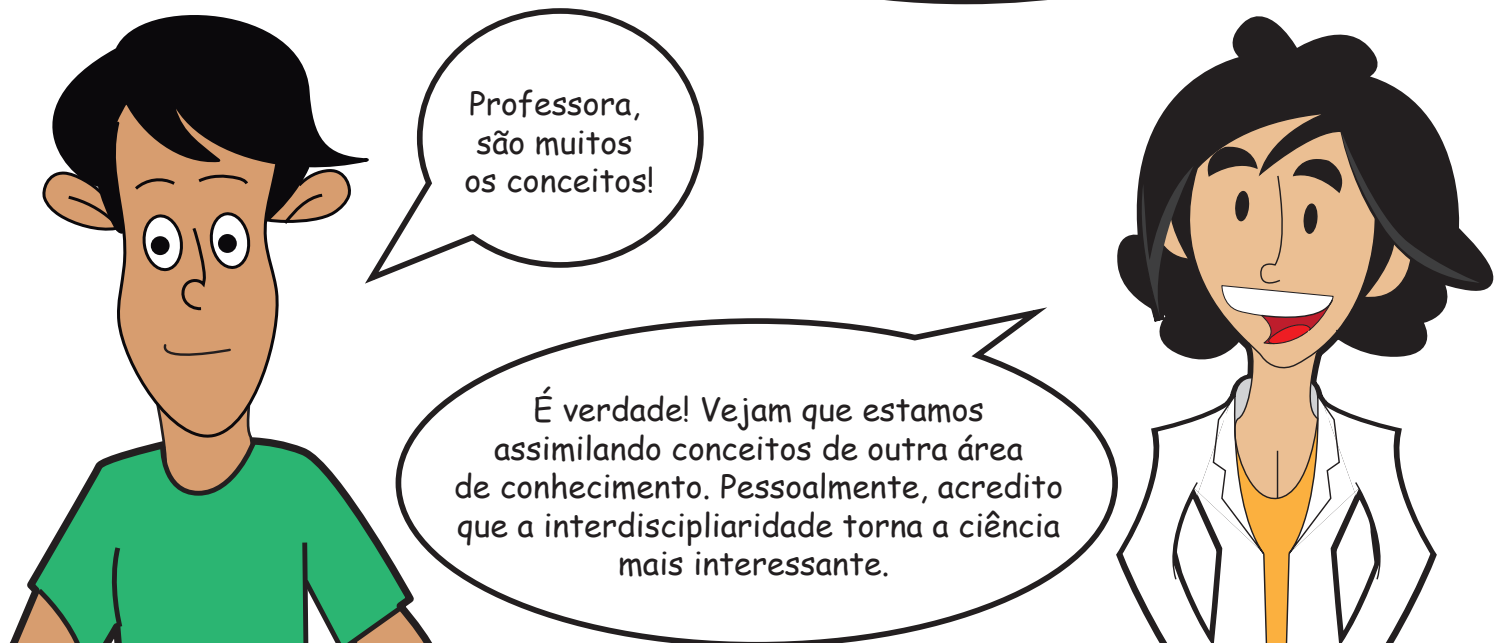 Professora,
são muitos
os conceitos!
É verdade! Vejam que estamos
assimilando conceitos de outra área
de conhecimento. Pessoalmente, acredito
que a interdiscipliaridade torna a ciência
mais interessante.